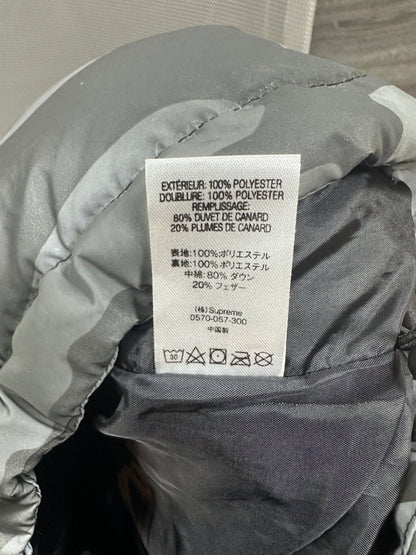 EXTÉRIEUR: 100% POLYESTER
DOUBLURE: 100% POLYESTER
REMPLISSAGE:
80% DUVET DE CANARD
20% PLUMES DE CANARD
表地:100%ポリエステル
裏地:100%ポリエステル
中綿:80% ダウン
20% フェザー
(株)Supreme
0570-057-300
中国製
30